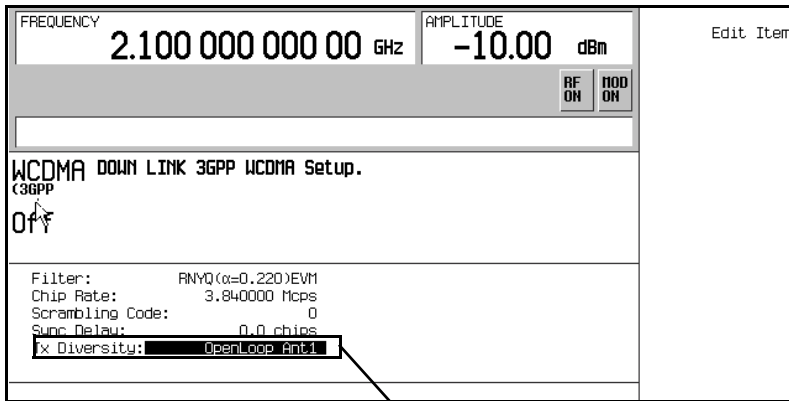 FREQUENCY
2.100 000 000 00 GHz
AMPLITUDE
-10.00 dBm
Edit Item
RF ON
MOD ON
WCDMA DOWN LINK 3GPP WCDMA Setup.
(3GPP
Off
Filter: RNYQ(α=0.220)EVM
Chip Rate: 3.840000 Mcps
Scrambling Code: 0
Sync Delay: 0.0 chips
Tx Diversity: OpenLoop Ant1